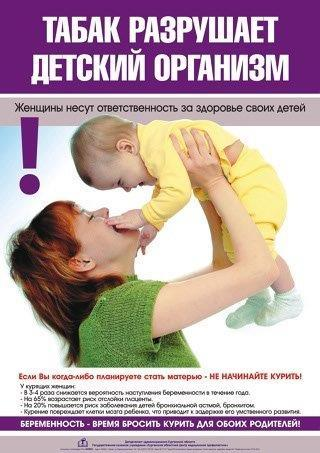 ТАБАК РАЗРУШАЕТ
ДЕТСКИЙ ОРГАНИЗМ
Женщины несут ответственность за здоровье своих детей
!
Если Вы когда-либо планируете стать матерью - НЕ НАЧИНАЙТЕ КУРИТЬ!
У курящих женщин:
- В 3-4 раза снижается вероятность наступления беременности в течение года.
- На 65% возрастает риск отслойки плаценты.
- На 20% повышается риск заболевания детей бронхиальной астмой, бронхитом.
- Курение повреждает клетки мозга ребенка, что приводит к задержке его умственного развития.
БЕРЕМЕННОСТЬ - ВРЕМЯ БРОСИТЬ КУРИТЬ ДЛЯ ОБОИХ РОДИТЕЛЕЙ!